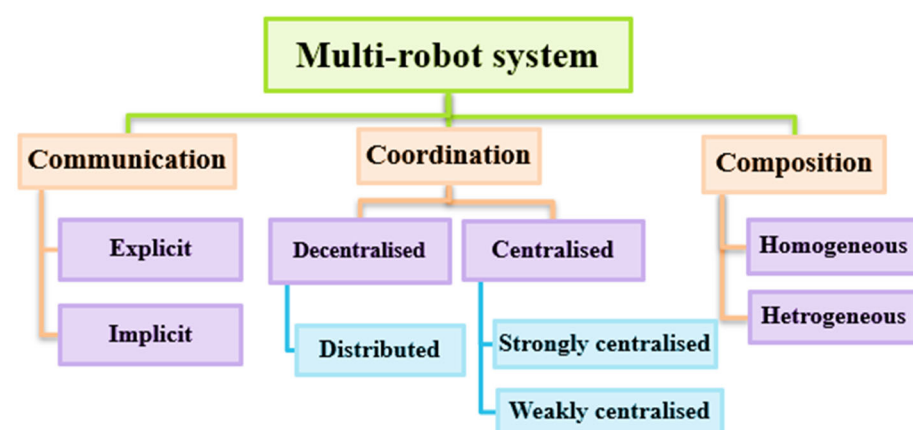 Multi-robot system
Communication
Coordination
Composition
Explicit
Implicit
Decentralised
Centralised
Distributed
Strongly centralised
Weakly centralised
Homogeneous
Hetrogeneous